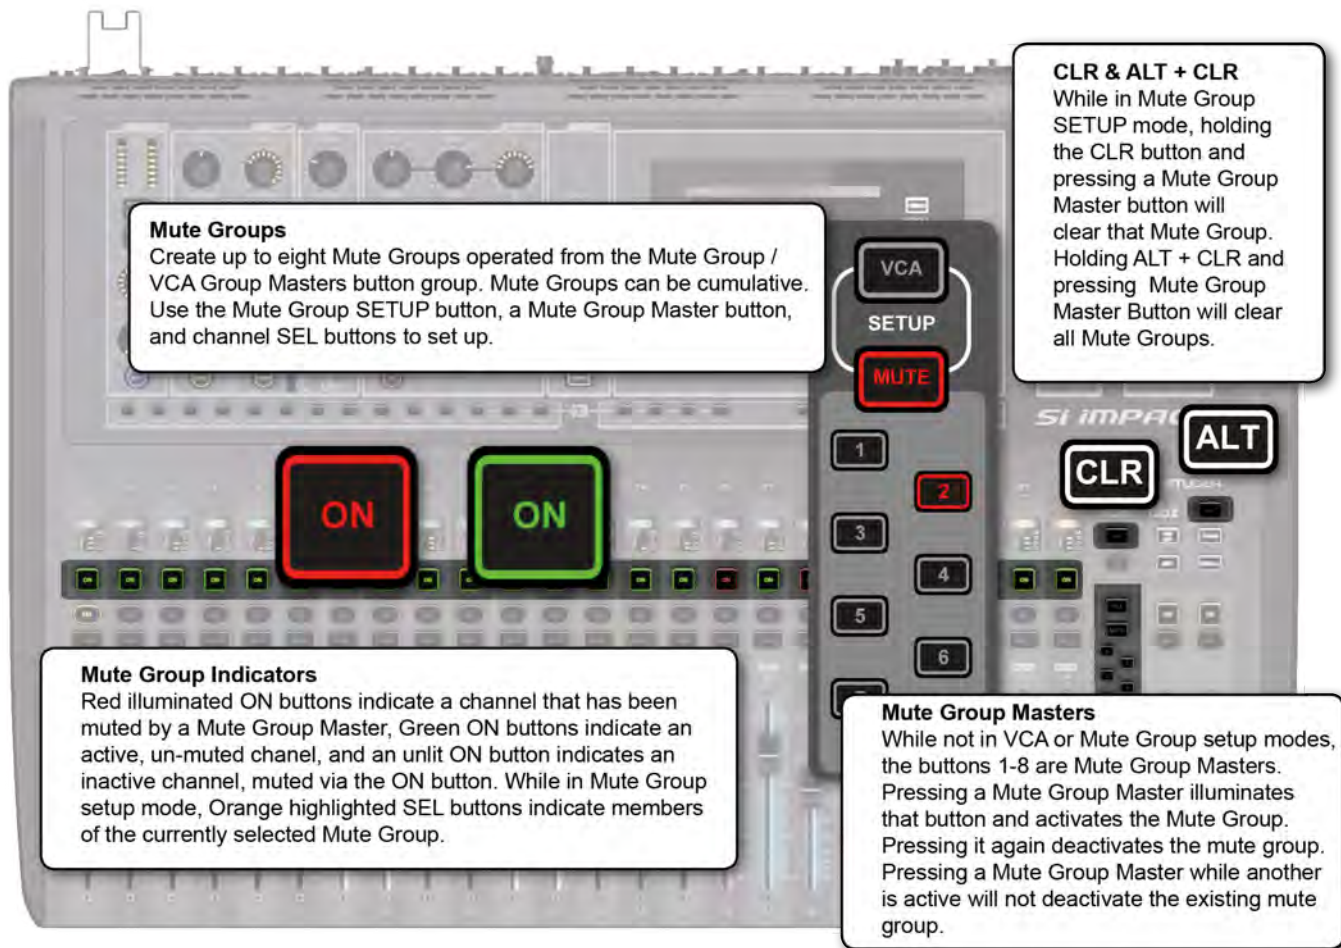 CLR & ALT + CLR
While in Mute Group
SETUP mode, holding
the CLR button and
pressing a Mute Group
Master button will
clear that Mute Group.
Holding ALT + CLR and
pressing Mute Group
Master Button will clear
all Mute Groups.
Mute Groups
Create up to eight Mute Groups operated from the Mute Group /
VCA Group Masters button group. Mute Groups can be cumulative.
Use the Mute Group SETUP button, a Mute Group Master button,
and channel SEL buttons to set up.
VCA
SETUP
MUTE
Si IMPAC
ALT
CLR
1
2
3
4
5
6
ON
ON
Mute Group Indicators
Red illuminated ON buttons indicate a channel that has been
muted by a Mute Group Master, Green ON buttons indicate an
active, un-muted chanel, and an unlit ON button indicates an
inactive channel, muted via the ON button. While in Mute Group
setup mode, Orange highlighted SEL buttons indicate members
of the currently selected Mute Group.
Mute Group Masters
While not in VCA or Mute Group setup modes,
the buttons 1-8 are Mute Group Masters.
Pressing a Mute Group Master illuminates
that button and activates the Mute Group.
Pressing it again deactivates the mute group.
Pressing a Mute Group Master while another
is active will not deactivate the existing mute
group.